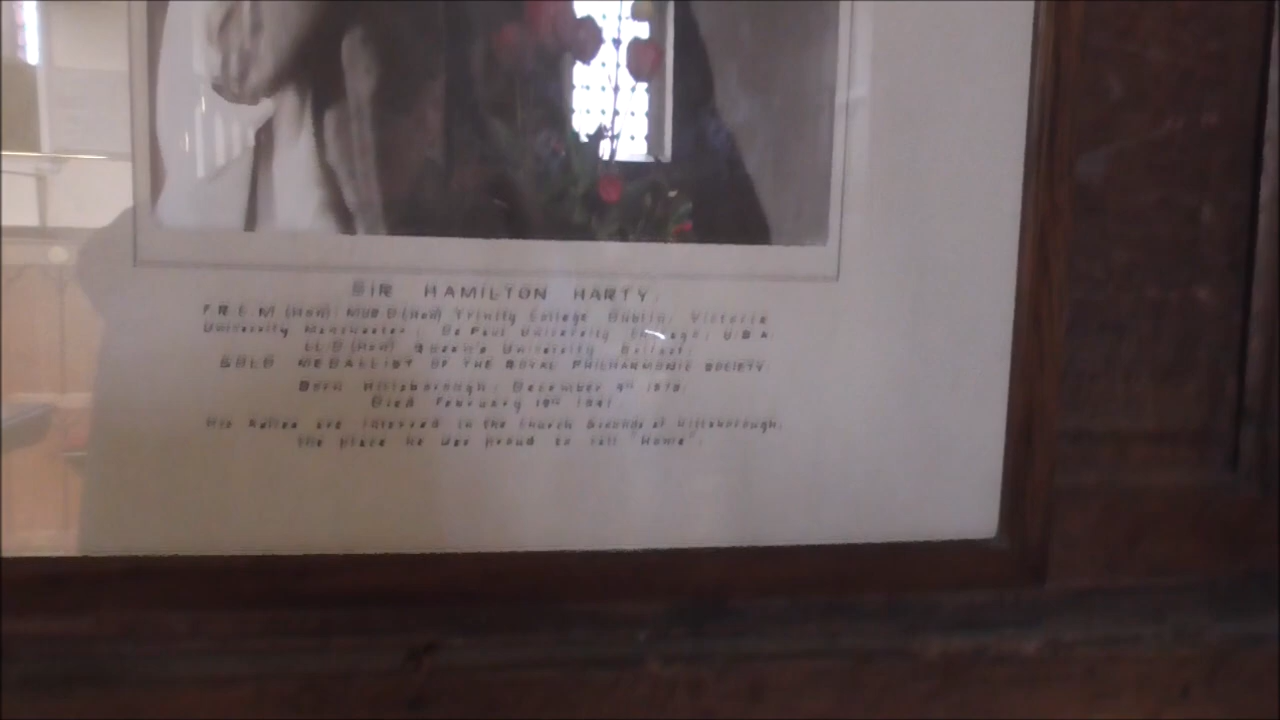 SIR HAMILTON HARTY.
F.R.C.M (Hon). MUS D (Hon) Trinity College Dublin; Victoria
University Manchester; De Paul University Chicago; U.S.A.
LL.D (Hon) Queen's University Belfast;
GOLD MEDALLIST OF THE ROYAL PHILHARMONIC SOCIETY.
Born Hillsborough; December 4th 1879;
Died February 19th 1941
His Ashes are interred in the Church Grounds at Hillsborough,
the place he was proud to call "Home".